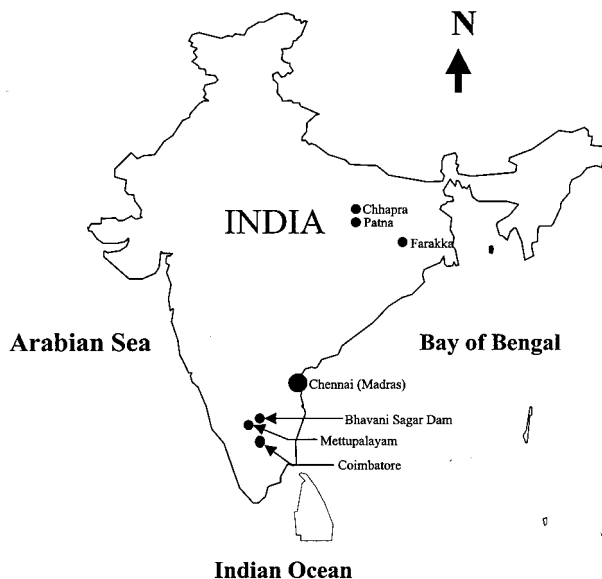 N
Chhapra
INDIA
Patna
Farakka
Arabian Sea
Bay of Bengal
Chennai (Madras)
Bhavani Sagar Dam
Mettupalayam
Coimbatore
Indian Ocean